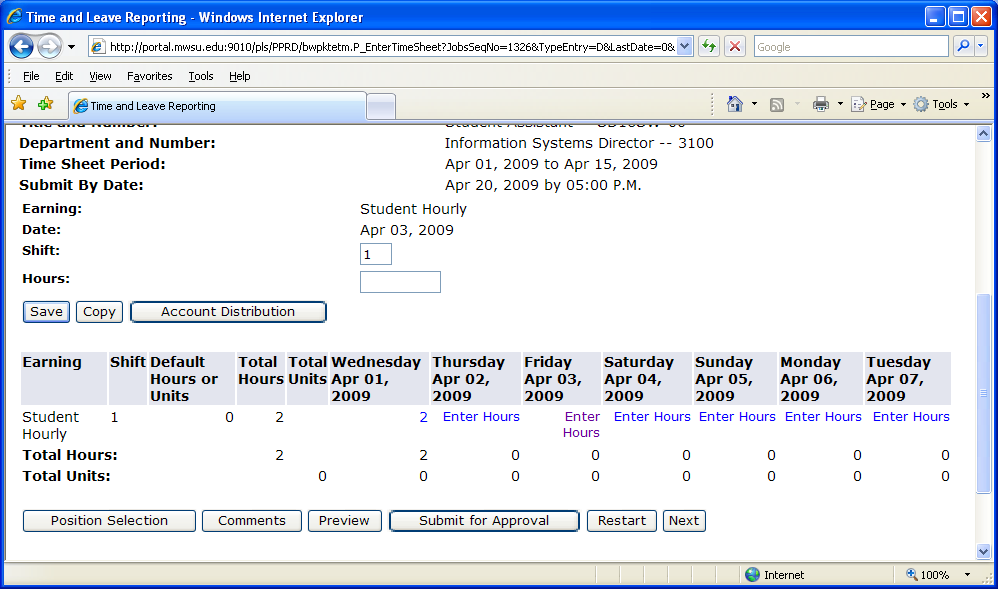 Time and Leave Reporting - Windows Internet Explorer
http://portal.mwsu.edu:9010/pls/PPRD/bwpktetm.P_EnterTimeSheet?JobsSeqNo=1326&TypeEntry=D&LastDate=0&
Google
File Edit View Favorites Tools Help
Time and Leave Reporting
Page Tools »
Title and Number:
Department and Number: Information Systems Director -- 3100
Time Sheet Period: Apr 01, 2009 to Apr 15, 2009
Submit By Date: Apr 20, 2009 by 05:00 P.M.
Earning: Student Hourly
Date: Apr 03, 2009
Shift: 1
Hours:
Save Copy Account Distribution
Earning Shift Default Total Total Wednesday Thursday Friday Saturday Sunday Monday Tuesday
Hours or Hours Units Apr 01, Apr 02, Apr 03, Apr 04, Apr 05, Apr 06, Apr 07,
Units 2009 2009 2009 2009 2009 2009 2009
Student 1 0 2 2 Enter Hours Enter Enter Hours Enter Hours Enter Hours Enter Hours
Hourly Hours
Total Hours: 2 2 0 0 0 0 0 0
Total Units: 0 0 0 0 0 0 0 0
Position Selection Comments Preview Submit for Approval Restart Next
Internet 100%